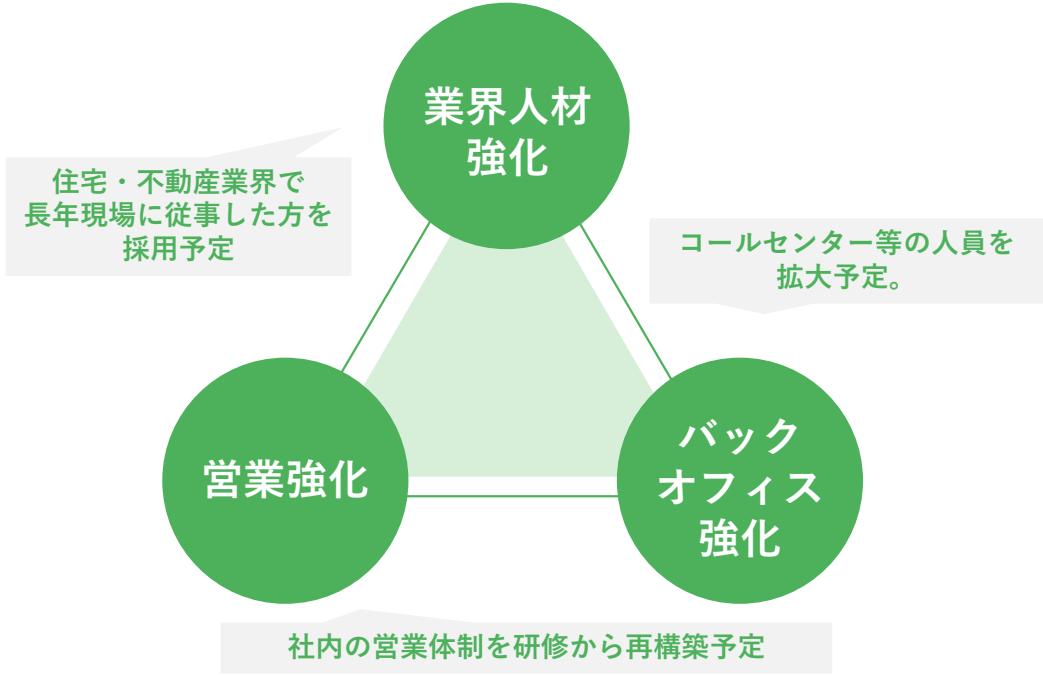 業界人材
強化
住宅・不動産業界で
長年現場に従事した方を
採用予定
コールセンター等の人員を
拡大予定。
営業強化
バック
オフィス
強化
社内の営業体制を研修から再構築予定